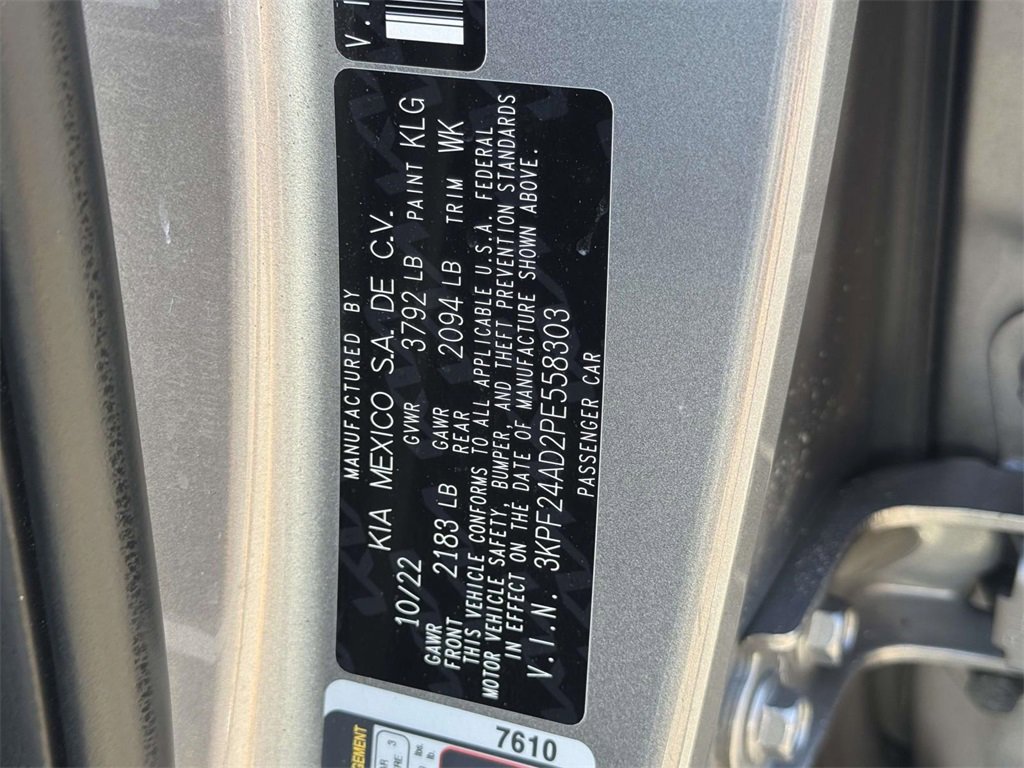 V.I
MANUFACTURED BY
KIA MEXICO S.A. DE C.V.
10/22 GVWR 3792 LB PAINT KLG
GAWR FRONT 2183 LB GAWR REAR 2094 LB TRIM WK
THIS VEHICLE CONFORMS TO ALL APPLICABLE U.S.A. FEDERAL
MOTOR VEHICLE SAFETY, BUMPER, AND THEFT PREVENTION STANDARDS
IN EFFECT ON THE DATE OF MANUFACTURE SHOWN ABOVE.
V.I.N. 3KPF24AD2PE558303
PASSENGER CAR
7610